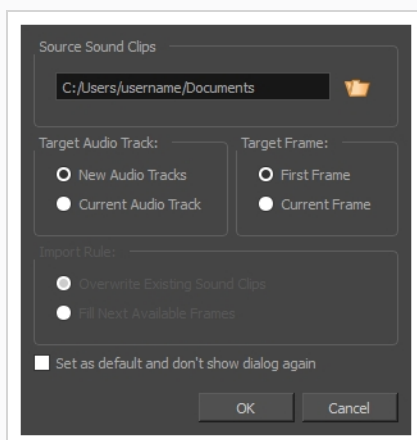 Source Sound Clips
C:/Users/username/Documents
Target Audio Track:
Target Frame:
New Audio Tracks
First Frame
Current Audio Track
Current Frame
Import Rule:
Overwrite Existing Sound Clips
Fill Next Available Frames
Set as default and don't show dialog again
OK
Cancel